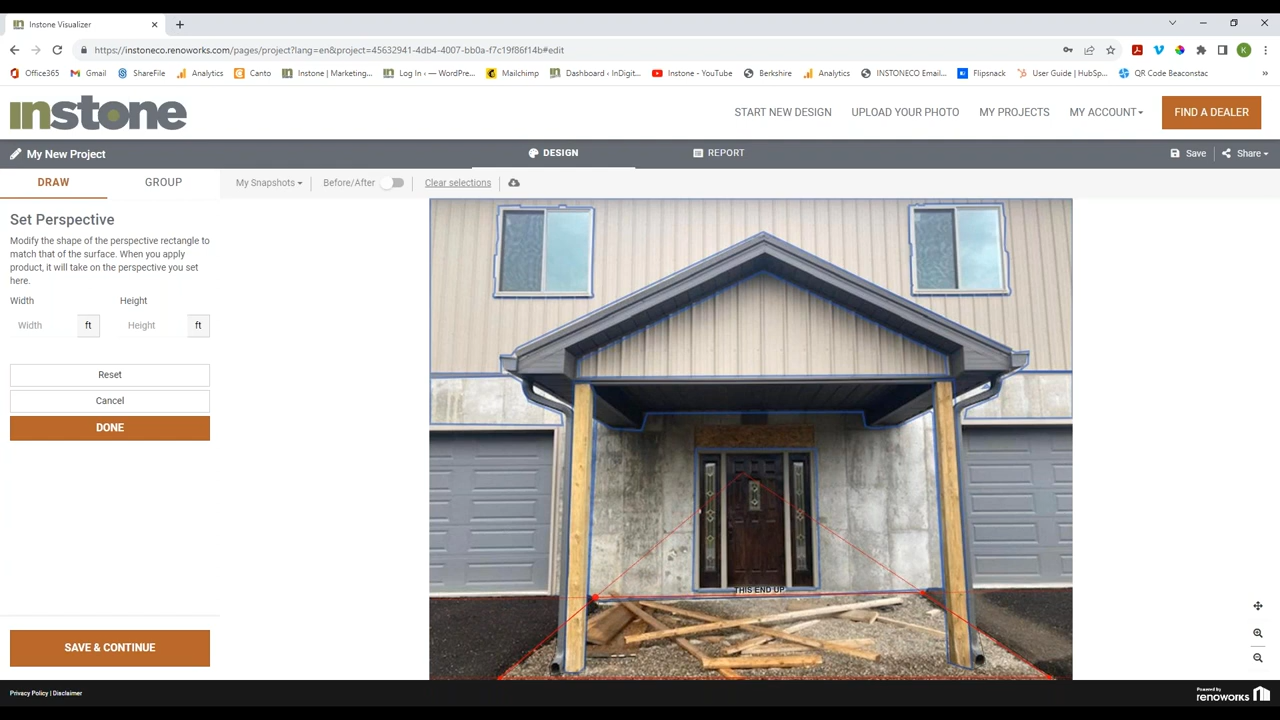 Instone Visualizer
https://instoneco.renoworks.com/pages/project?lang=en&project=45632941-4db4-4007-bb0a-f7c19f86f14b#edit
K
Office365 Gmail ShareFile Analytics Canto Instone | Marketing... Log In ‹ — WordPre... Mailchimp Dashboard ‹ InDigit... Instone - YouTube Berkshire Analytics INSTONECO Email... Flipsnack User Guide | HubSp... QR Code Beaconstac »
instone START NEW DESIGN UPLOAD YOUR PHOTO MY PROJECTS MY ACCOUNT FIND A DEALER
My New Project DESIGN REPORT Save Share
DRAW GROUP My Snapshots Before/After Clear selections
Set Perspective
Modify the shape of the perspective rectangle to
match that of the surface. When you apply
product, it will take on the perspective you set
here.
Width Height
Width ft Height ft
Reset
Cancel
DONE
THIS END UP
SAVE & CONTINUE
Privacy Policy | Disclaimer
Powered by
renoworks